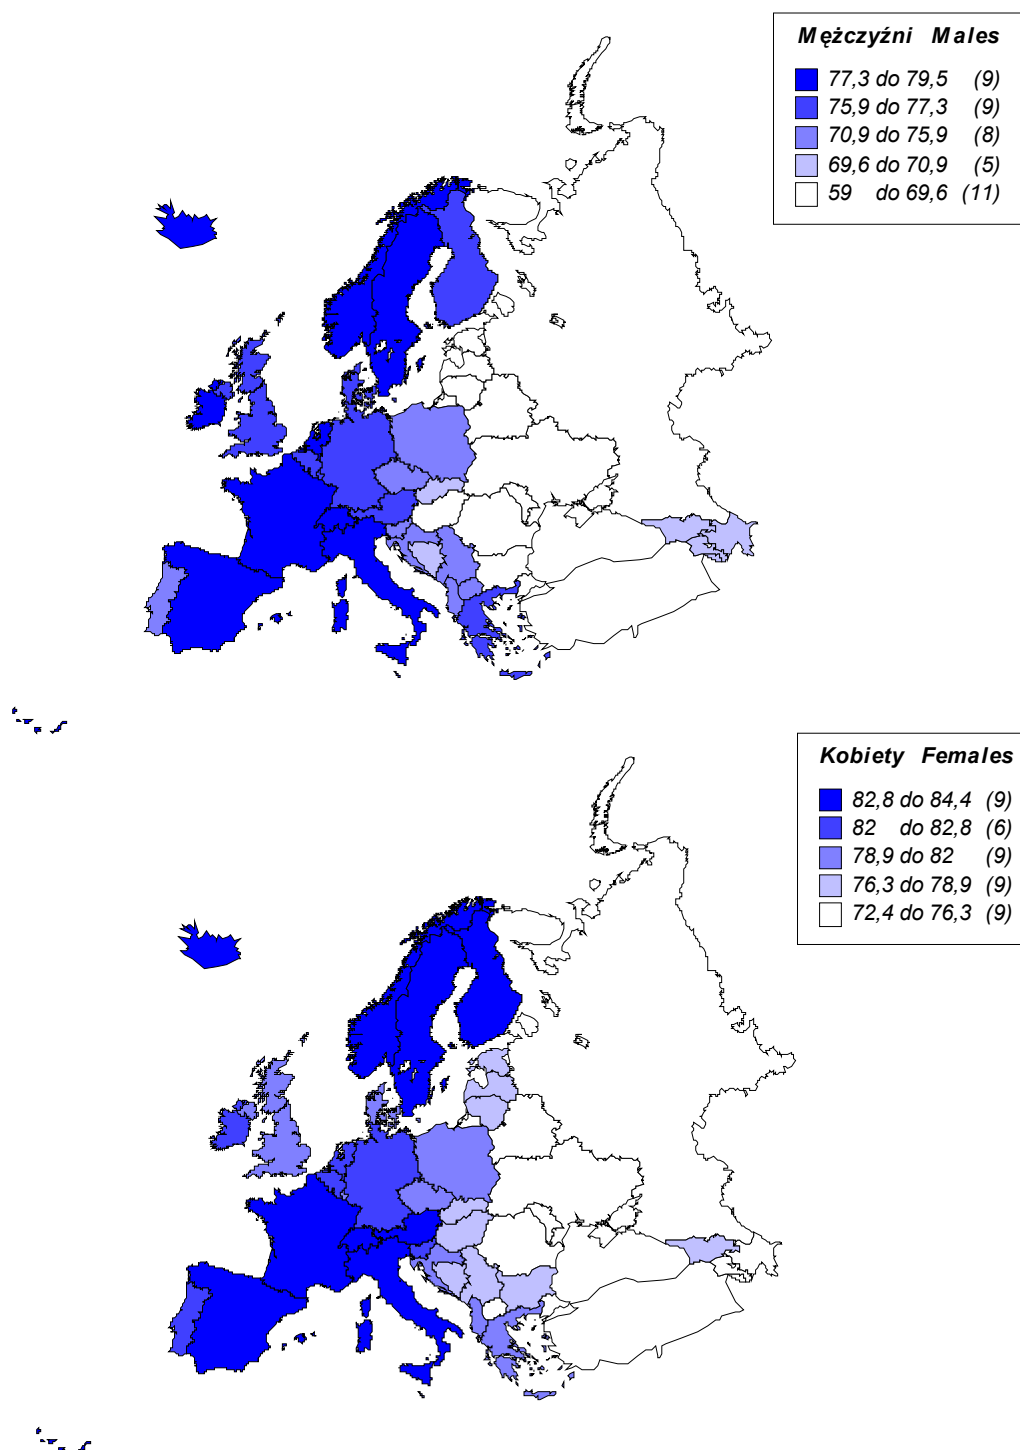 Mężczyźni Males
77,3 do 79,5 (9)
75,9 do 77,3 (9)
70,9 do 75,9 (8)
69,6 do 70,9 (5)
59 do 69,6 (11)
Kobiety Females
82,8 do 84,4 (9)
82 do 82,8 (6)
78,9 do 82 (9)
76,3 do 78,9 (9)
72,4 do 76,3 (9)